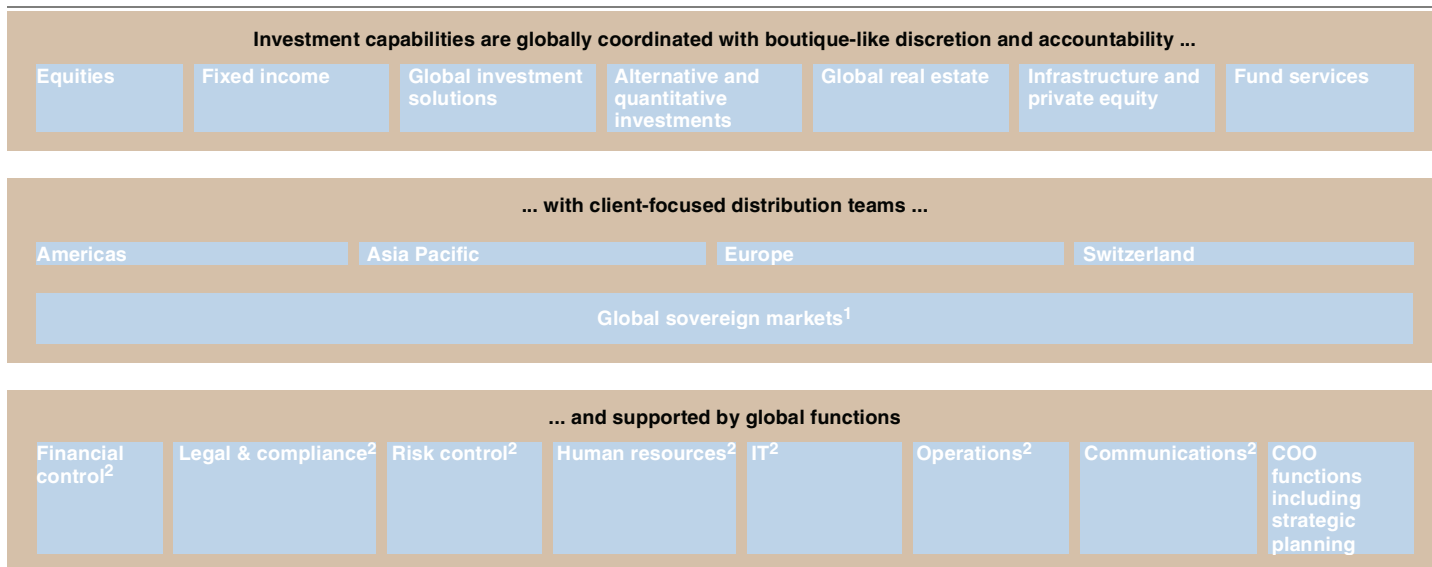 Investment capabilities are globally coordinated with boutique-like discretion and accountability ...
Equities
Fixed income
Global investment
solutions
Alternative and
quantitative
investments
Global real estate
Infrastructure and
private equity
Fund services
... with client-focused distribution teams ...
Americas
Asia Pacific
Europe
Switzerland
Global sovereign markets1
... and supported by global functions
Financial
control2
Legal & compliance2
Risk control2
Human resources2
IT2
Operations2
Communications2
COO
functions
including
strategic
planning